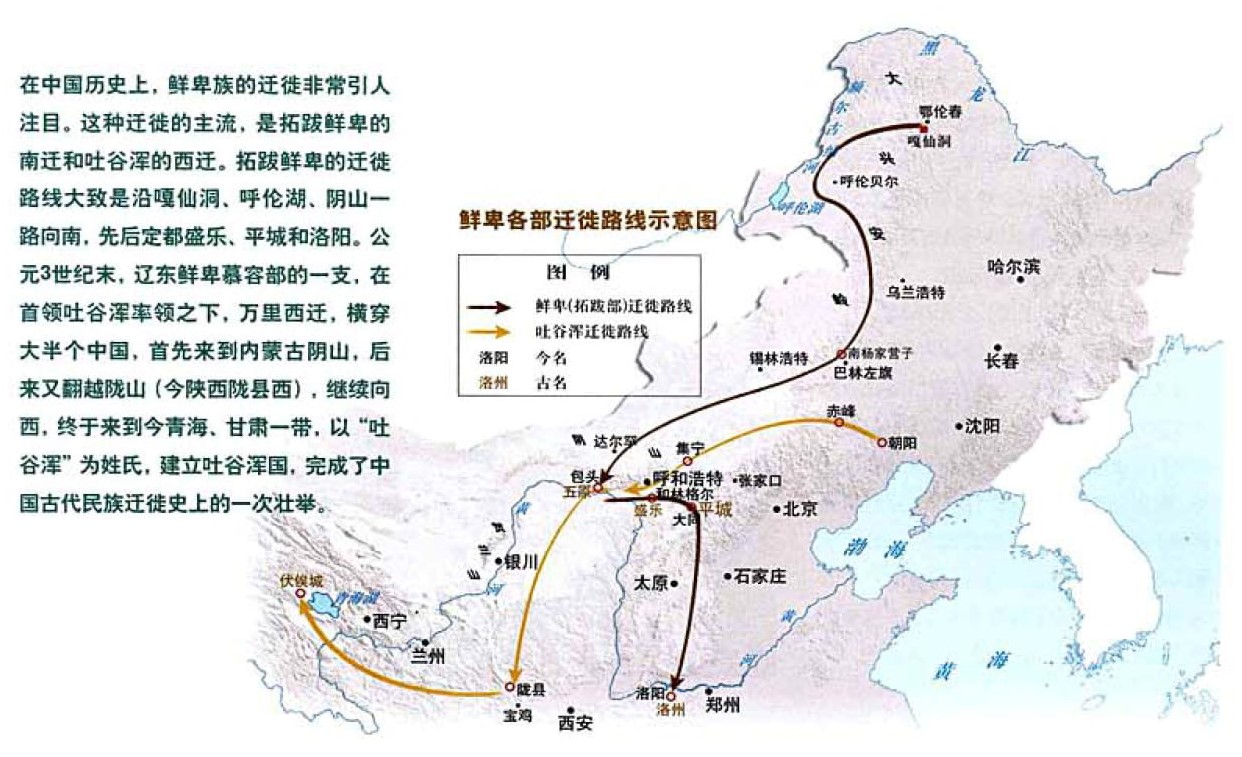 在中国历史上，鲜卑族的迁徙非常引人
注目。这种迁徙的主流，是拓跋鲜卑的
南迁和吐谷浑的西迁。拓跋鲜卑的迁徙
路线大致是沿嘎仙洞、呼伦湖、阴山一
路向南，先后定都盛乐、平城和洛阳。公
元3世纪末，辽东鲜卑慕容部的一支，在
首领吐谷浑率领之下，万里西迁，横穿
大半个中国，首先来到内蒙古阴山，后
来又翻越陇山（今陕西陇县西），继续向
西，终于来到今青海、甘肃一带，以“吐
谷浑”为姓氏，建立吐谷浑国，完成了中
国古代民族迁徙史上的一次壮举。
鲜卑各部迁徙路线示意图
图 例
鲜卑(拓跋部)迁徙路线
吐谷浑迁徙路线
洛阳 今名
洛州 古名
黑
龙
江
大
额
尔
古
河
鄂伦春
嘎仙洞
头
呼伦贝尔
呼伦湖
安
岭
乌兰浩特
哈尔滨
长春
锡林浩特
南杨家营子
巴林左旗
赤峰
朝阳
沈阳
达尔罕
山
集宁
包头
五原
呼和浩特
张家口
和林格尔
盛乐
大同
平城
北京
渤海
黄
银川
兰
山
河
太原
石家庄
伏俟城
青海湖
西宁
兰州
黄
河
黄海
陇县
宝鸡
西安
洛阳
洛州
郑州